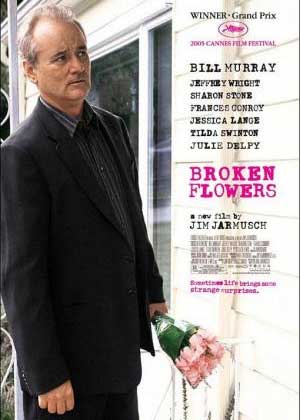 WINNER - Grand Prix
2005 CANNES FILM FESTIVAL
BILL MURRAY
JEFFREY WRIGHT
SHARON STONE
FRANCES CONROY
JESSICA LANGE
TILDA SWINTON
JULIE DELPY
BROKEN
FLOWERS
a new film by
JIM JARMUSCH
Sometimes life brings some
strange surprises.